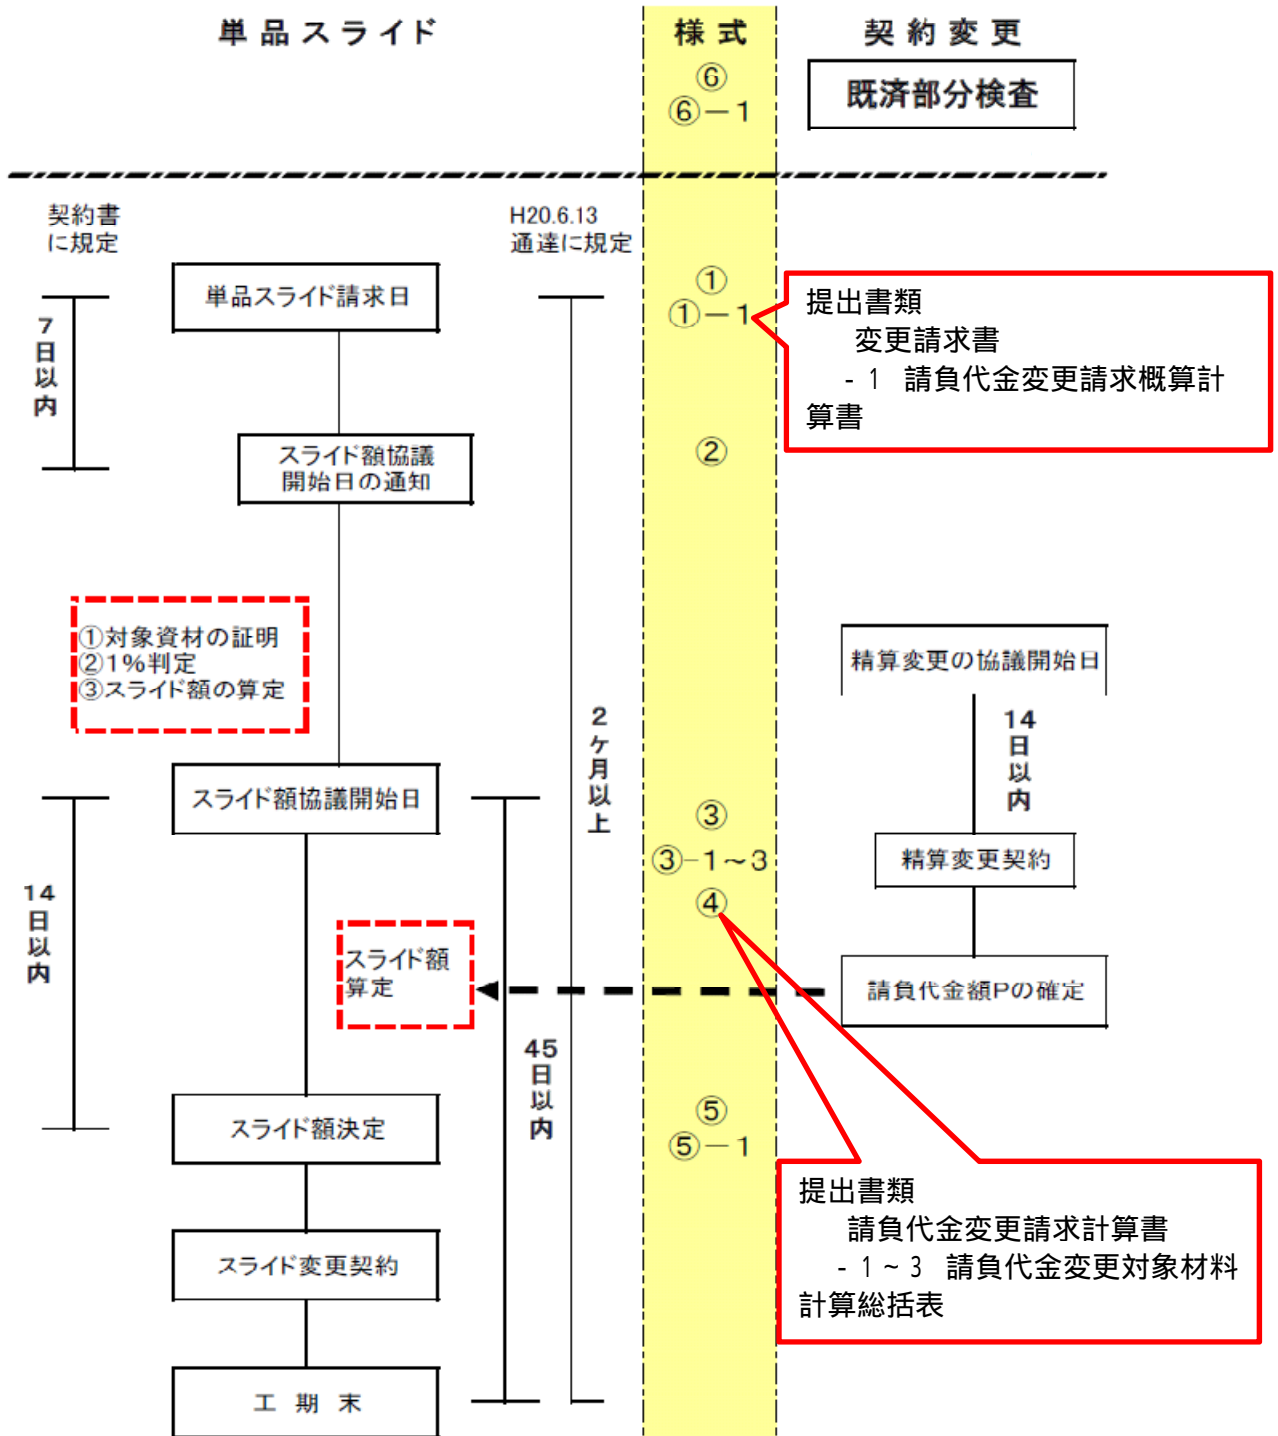 単品スライド
様式
契約変更
⑥
⑥－1
既済部分検査
契約書
に規定
H20.6.13
通達に規定
単品スライド請求日
7日以内
①
①－1
提出書類
変更請求書
- 1 請負代金変更請求概算計
算書
スライド額協議
開始日の通知
②
①対象資材の証明
②1%判定
③スライド額の算定
精算変更の協議開始日
14日以内
2ヶ月以上
スライド額協議開始日
③
③-1～3
④
精算変更契約
14日以内
スライド額
算定
請負代金額Pの確定
45日以内
スライド額決定
⑤
⑤－1
提出書類
請負代金変更請求計算書
- 1 ~ 3 請負代金変更対象材料
計算総括表
スライド変更契約
工期末